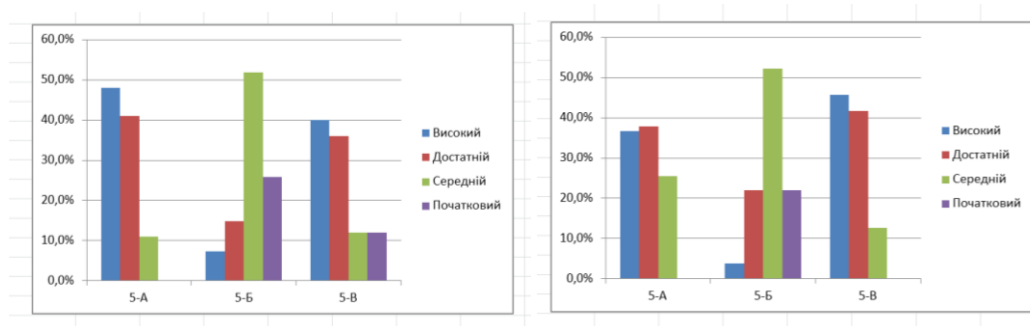 60,0%
50,0%
40,0%
30,0%
20,0%
10,0%
0,0%
5-А
5-Б
5-В
Високий
Достатній
Середній
Початковий
60,0%
50,0%
40,0%
30,0%
20,0%
10,0%
0,0%
5-А
5-Б
5-В
Високий
Достатній
Середній
Початковий